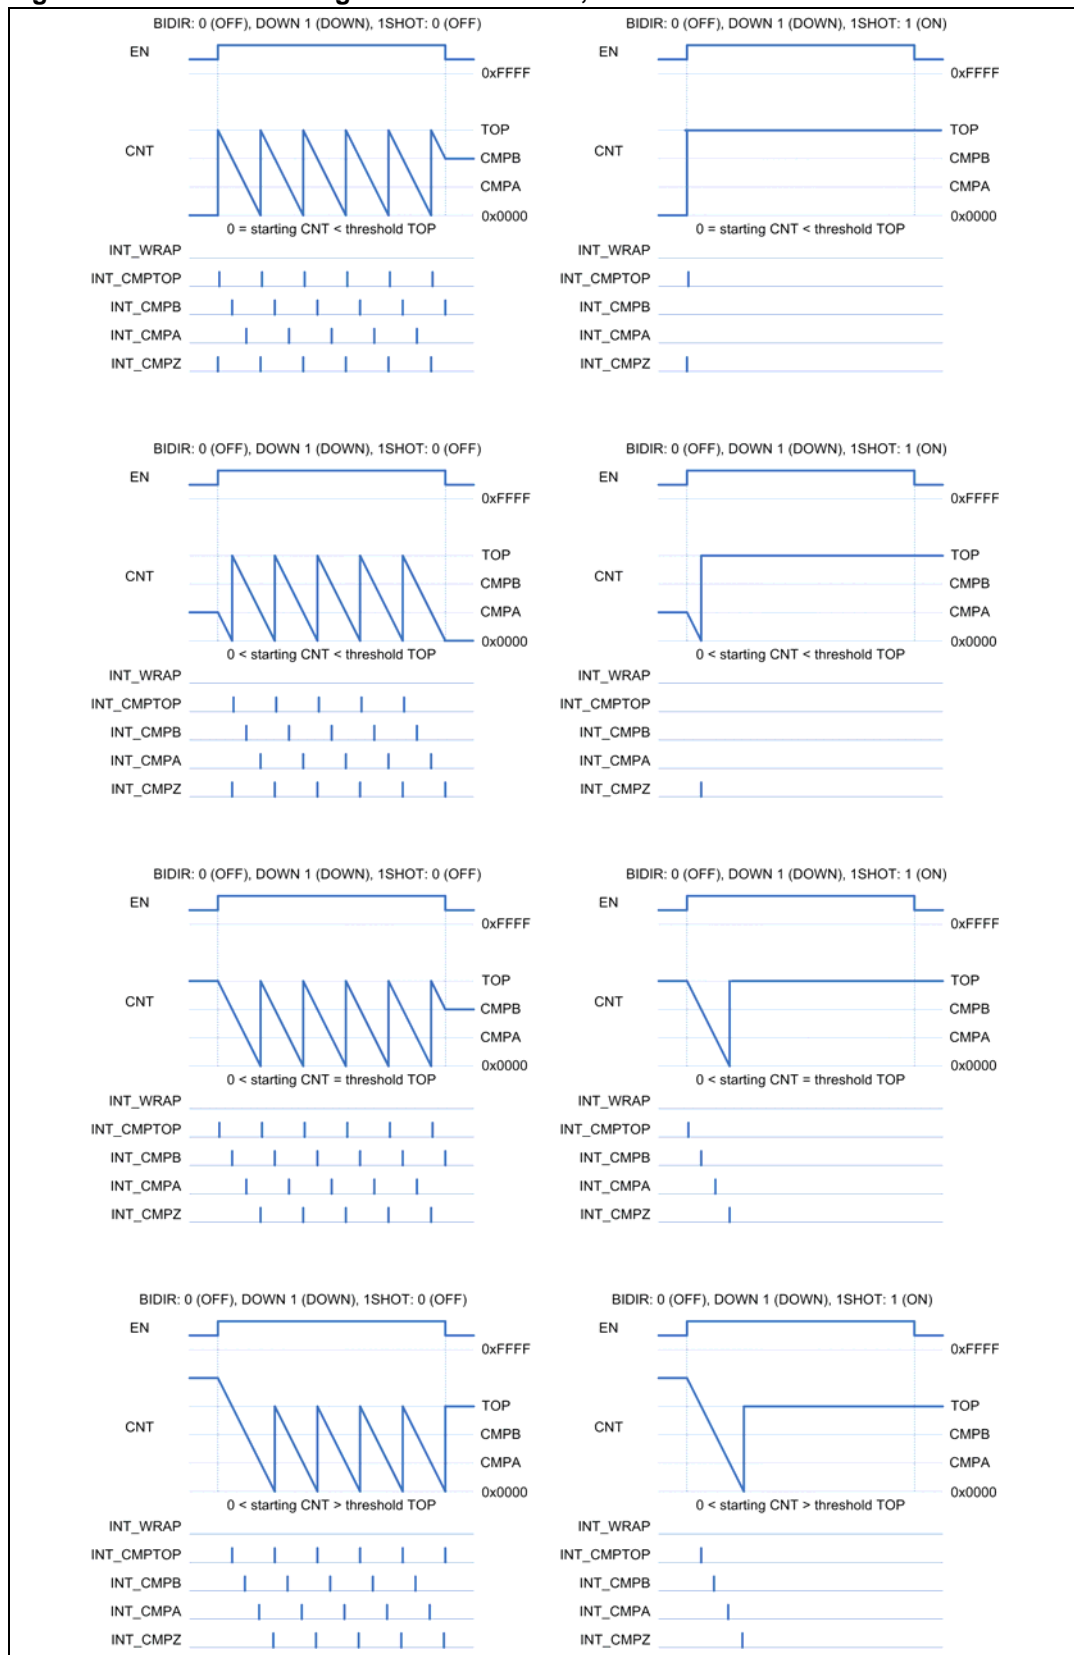 BIDIR: 0 (OFF), DOWN 1 (DOWN), 1SHOT: 0 (OFF)
EN
0xFFFF
TOP
CNT
CMPB
CMPA
0x0000
0 = starting CNT < threshold TOP
INT_WRAP
INT_CMPTOP
INT_CMPB
INT_CMPA
INT_CMPZ
BIDIR: 0 (OFF), DOWN 1 (DOWN), 1SHOT: 1 (ON)
EN
0xFFFF
TOP
CNT
CMPB
CMPA
0x0000
0 = starting CNT < threshold TOP
INT_WRAP
INT_CMPTOP
INT_CMPB
INT_CMPA
INT_CMPZ
BIDIR: 0 (OFF), DOWN 1 (DOWN), 1SHOT: 0 (OFF)
EN
0xFFFF
TOP
CNT
CMPB
CMPA
0x0000
0 < starting CNT < threshold TOP
INT_WRAP
INT_CMPTOP
INT_CMPB
INT_CMPA
INT_CMPZ
BIDIR: 0 (OFF), DOWN 1 (DOWN), 1SHOT: 1 (ON)
EN
0xFFFF
TOP
CNT
CMPB
CMPA
0x0000
0 < starting CNT < threshold TOP
INT_WRAP
INT_CMPTOP
INT_CMPB
INT_CMPA
INT_CMPZ
BIDIR: 0 (OFF), DOWN 1 (DOWN), 1SHOT: 0 (OFF)
EN
0xFFFF
TOP
CNT
CMPB
CMPA
0x0000
0 < starting CNT = threshold TOP
INT_WRAP
INT_CMPTOP
INT_CMPB
INT_CMPA
INT_CMPZ
BIDIR: 0 (OFF), DOWN 1 (DOWN), 1SHOT: 1 (ON)
EN
0xFFFF
TOP
CNT
CMPB
CMPA
0x0000
0 < starting CNT = threshold TOP
INT_WRAP
INT_CMPTOP
INT_CMPB
INT_CMPA
INT_CMPZ
BIDIR: 0 (OFF), DOWN 1 (DOWN), 1SHOT: 0 (OFF)
EN
0xFFFF
TOP
CNT
CMPB
CMPA
0x0000
0 < starting CNT > threshold TOP
INT_WRAP
INT_CMPTOP
INT_CMPB
INT_CMPA
INT_CMPZ
BIDIR: 0 (OFF), DOWN 1 (DOWN), 1SHOT: 1 (ON)
EN
0xFFFF
TOP
CNT
CMPB
CMPA
0x0000
0 < starting CNT > threshold TOP
INT_WRAP
INT_CMPTOP
INT_CMPB
INT_CMPA
INT_CMPZ